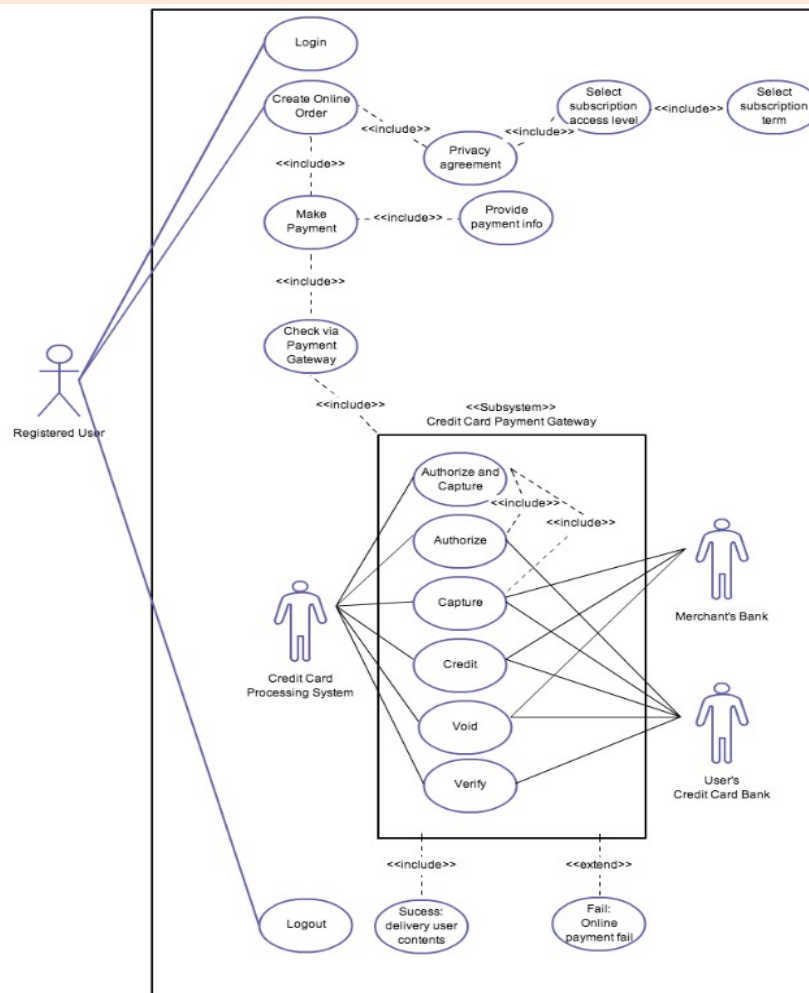 Login
Create Online
Order
<<include>>
Privacy
agreement
<<include>>
Select
subscription
access level
<<include>>
Select
subscription
term
<<include>>
Make
Payment
<<include>>
Provide
payment info
<<include>>
Check via
Payment
Gateway
Registered User
<<include>>
<<Subsystem>>
Credit Card Payment Gateway
Authorize and
Capture
<<include>>
<<include>>
Authorize
Capture
Credit
Void
Verify
Credit Card
Processing System
Merchant's Bank
User's
Credit Card Bank
<<include>>
<<extend>>
Logout
Sucess:
delivery user
contents
Fail:
Online
payment fail